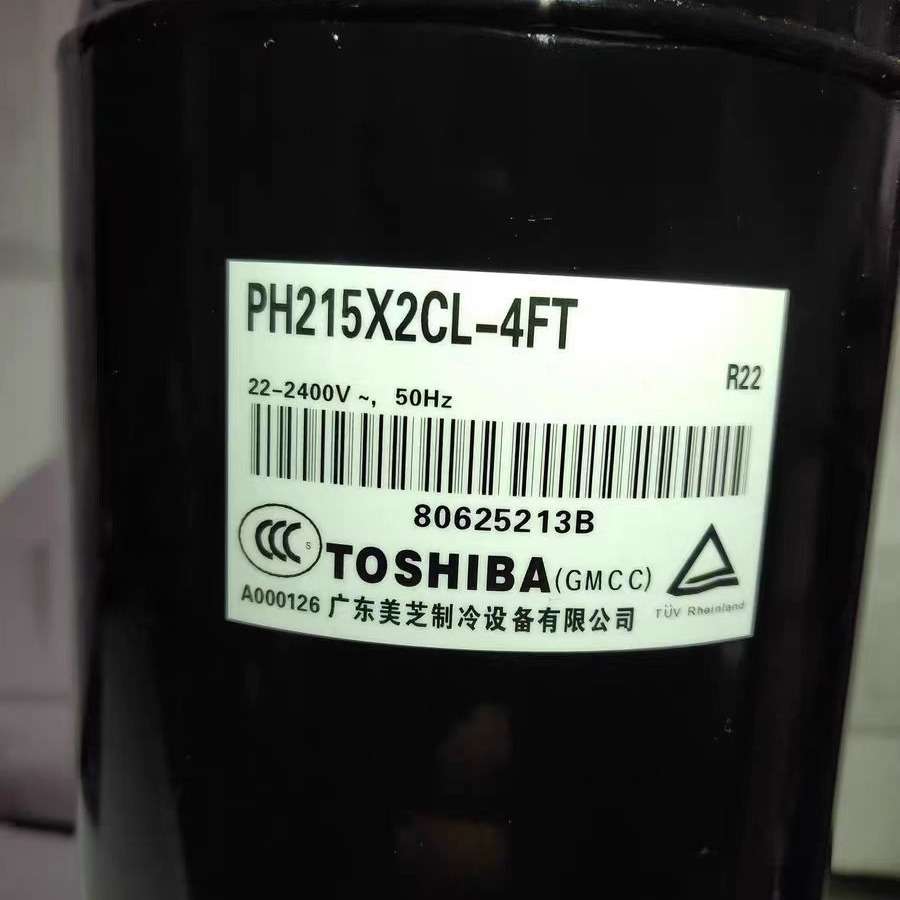 PH215X2CL-4FT
R22
22-2400V ~, 50Hz
80625213B
CCC S
TOSHIBA(GMCC)
TÜV Rheinland
A000126 广东美芝制冷设备有限公司